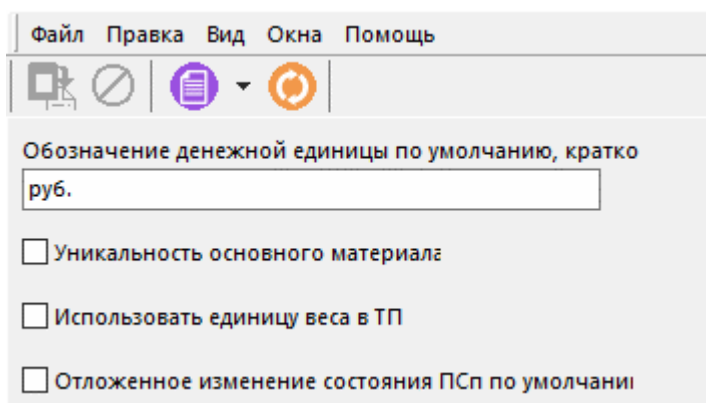 Файл Правка Вид Окна Помощь
Обозначение денежной единицы по умолчанию, кратко
руб.
Уникальность основного материала
Использовать единицу веса в ТП
Отложенное изменение состояния ПСп по умолчани